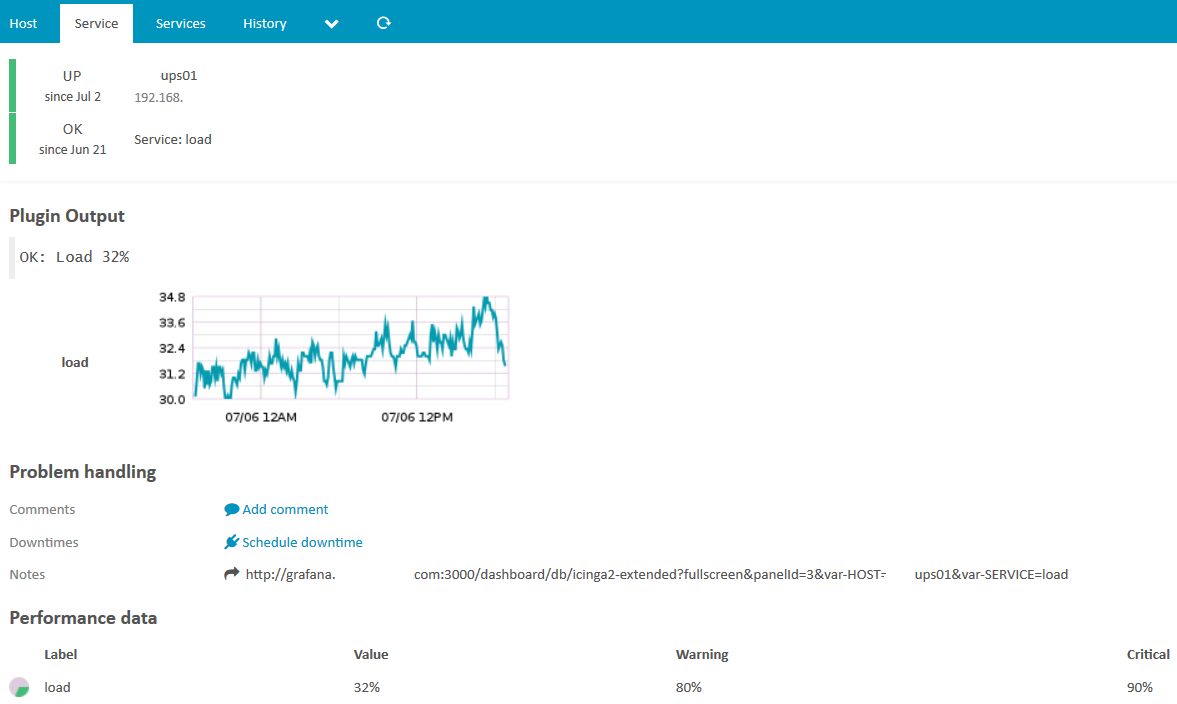 Host Service Services History
UP ups01
since Jul 2 192.168.
OK
since Jun 21 Service: load
Plugin Output
OK: Load 32%
load
34.8
33.6
32.4
31.2
30.0
07/06 12AM 07/06 12PM
Problem handling
Comments Add comment
Downtimes Schedule downtime
Notes http://grafana. com:3000/dashboard/db/icinga2-extended?fullscreen&panelId=3&var-HOST- ups01&var-SERVICE=load
Performance data
Label Value Warning Critical
load 32% 80% 90%